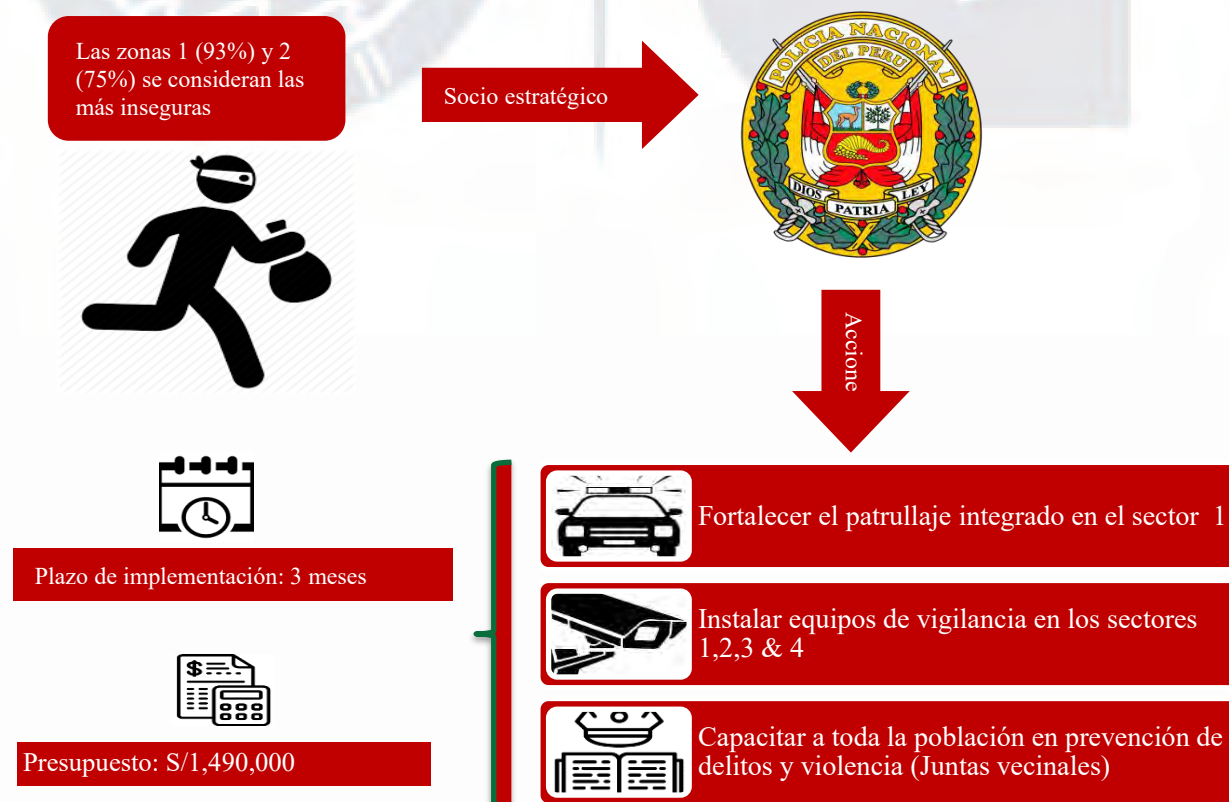 Las zonas 1 (93%) y 2
(75%) se consideran las
más inseguras
Socio estratégico
POLICIA NACIONAL
DEL PERU
DIOS
PATRIA
LEY
Accione
Plazo de implementación: 3 meses
Presupuesto: S/1,490,000
Fortalecer el patrullaje integrado en el sector 1
Instalar equipos de vigilancia en los sectores
1,2,3 & 4
Capacitar a toda la población en prevención de
delitos y violencia (Juntas vecinales)